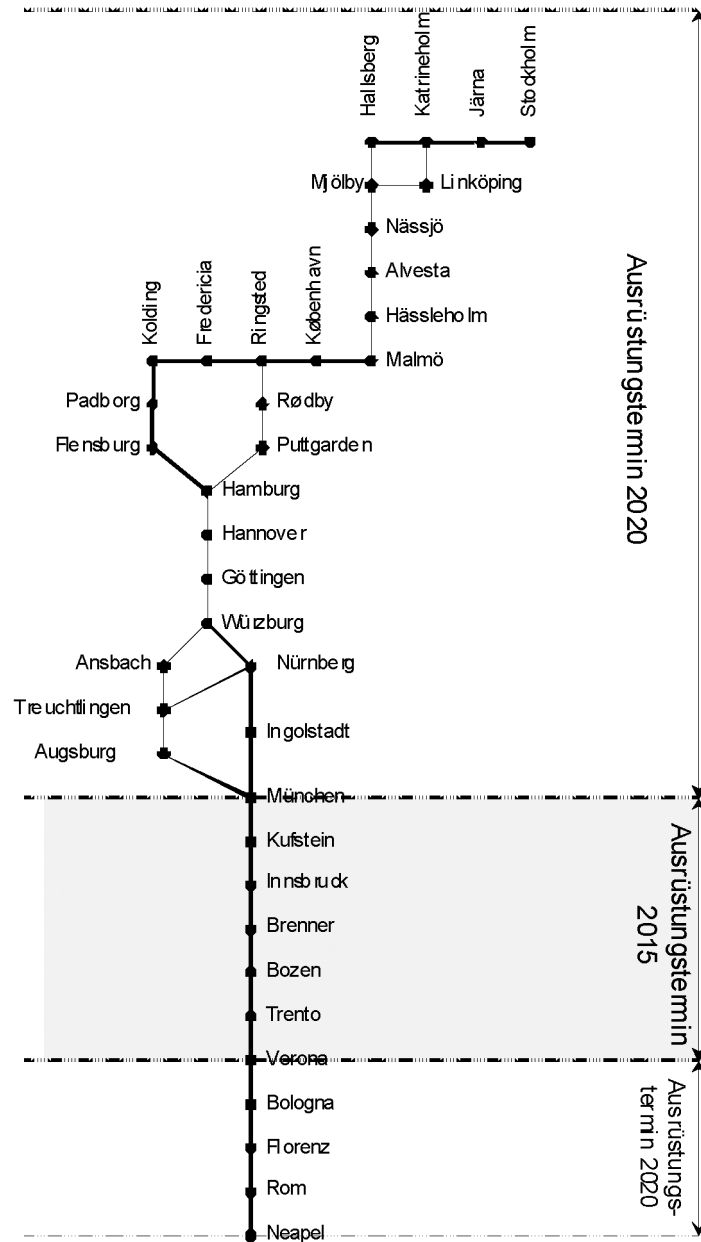 Hallsberg
Katrineholm
Järna
Stockholm
Mjölby
Linköping
Nässjö
Alvesta
Hässleholm
Malmö
Kolding
Fredericia
Ringsted
København
Padborg
Rødby
Flensburg
Puttgarden
Hamburg
Hannover
Göttingen
Würzburg
Ansbach
Nürnberg
Treuchtlingen
Ingolstadt
Augsburg
München
Kufstein
Innsbruck
Brenner
Bozen
Trento
Verona
Bologna
Florenz
Rom
Neapel
Ausrüstungstermin 2020
Ausrüstungstermin
2015
Ausrüstungs-
termin 2020